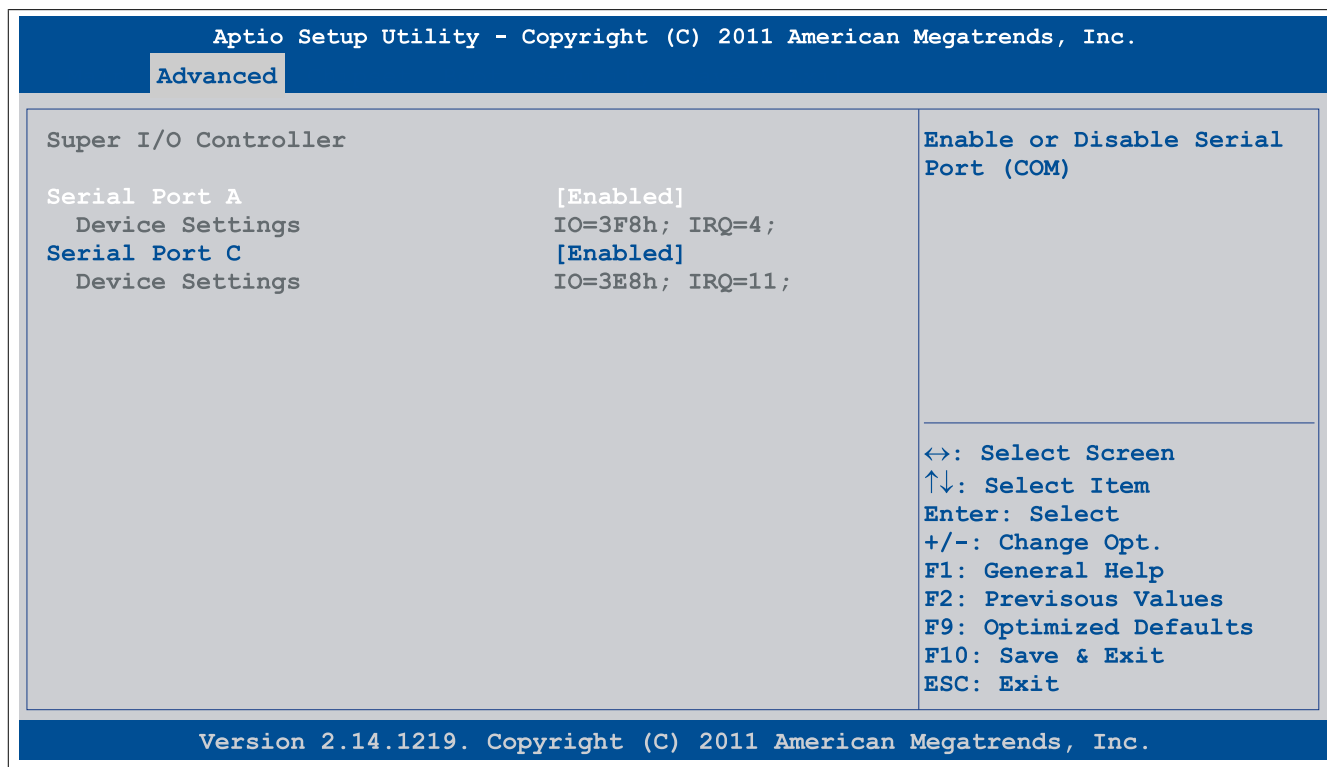 Aptio Setup Utility - Copyright (C) 2011 American Megatrends, Inc.
Advanced
Super I/O Controller
Serial Port A [Enabled]
Device Settings IO=3F8h; IRQ=4;
Serial Port C [Enabled]
Device Settings IO=3E8h; IRQ=11;
Enable or Disable Serial
Port (COM)
↔: Select Screen
↑↓: Select Item
Enter: Select
+/-: Change Opt.
F1: General Help
F2: Previsous Values
F9: Optimized Defaults
F10: Save & Exit
ESC: Exit
Version 2.14.1219. Copyright (C) 2011 American Megatrends, Inc.